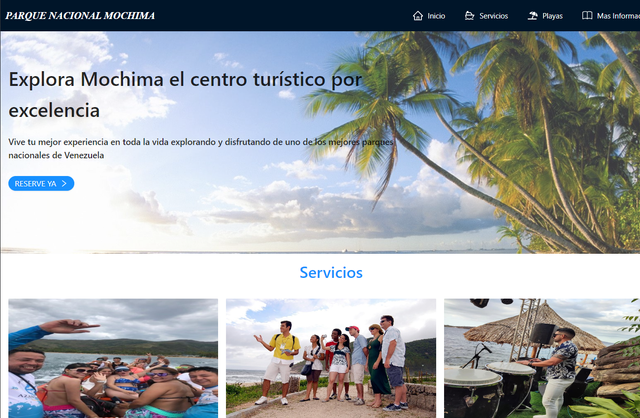 PARQUE NACIONAL MOCHIMA
Inicio
Servicios
Playas
Mas Informa
Explora Mochima el centro turístico por
excelencia
Vive tu mejor experiencia en toda la vida explorando y disfrutando de uno de los mejores parques
nacionales de Venezuela
RESERVE YA
Servicios